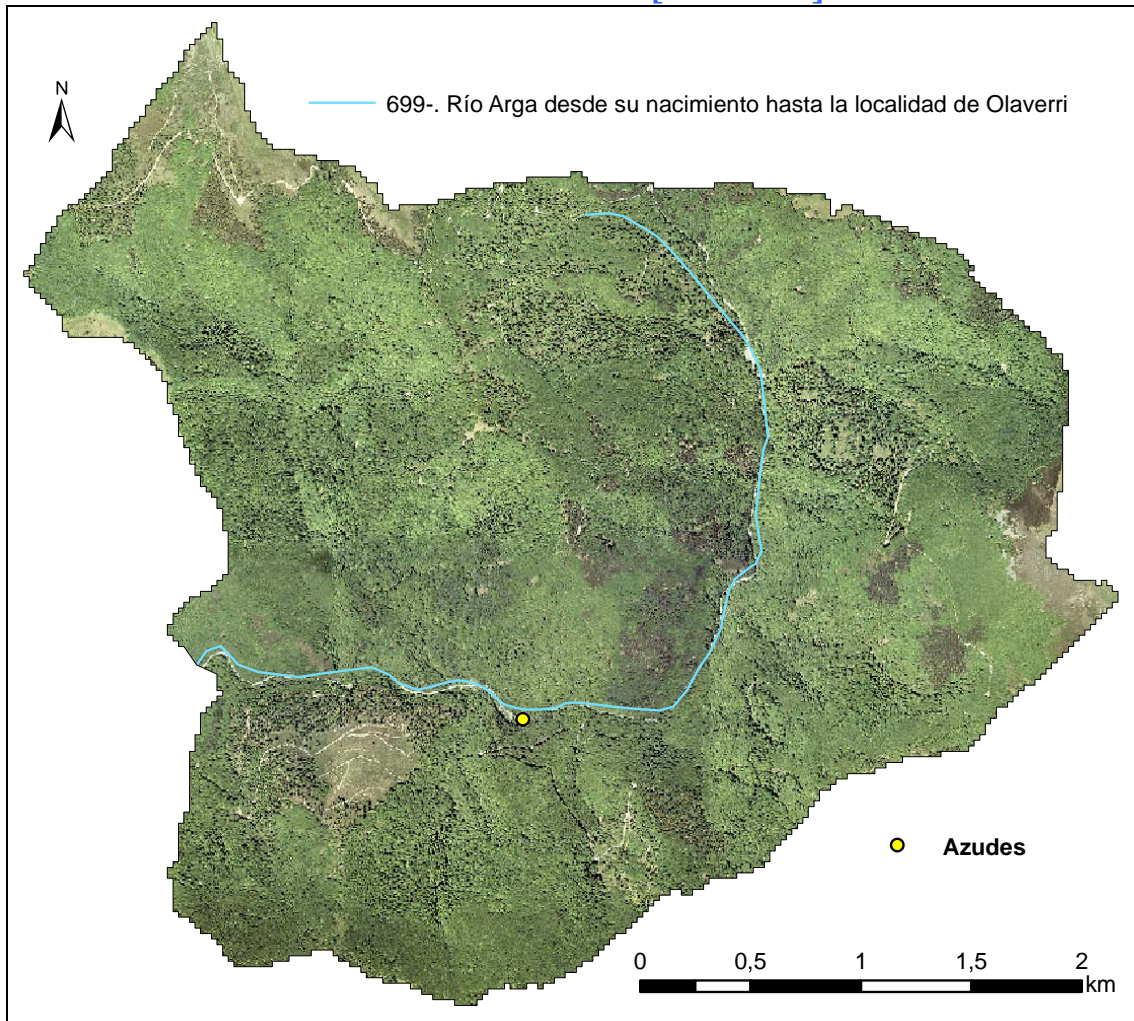 N
699-. Río Arga desde su nacimiento hasta la localidad de Olaverri
Azudes
0 0,5 1 1,5 2
km